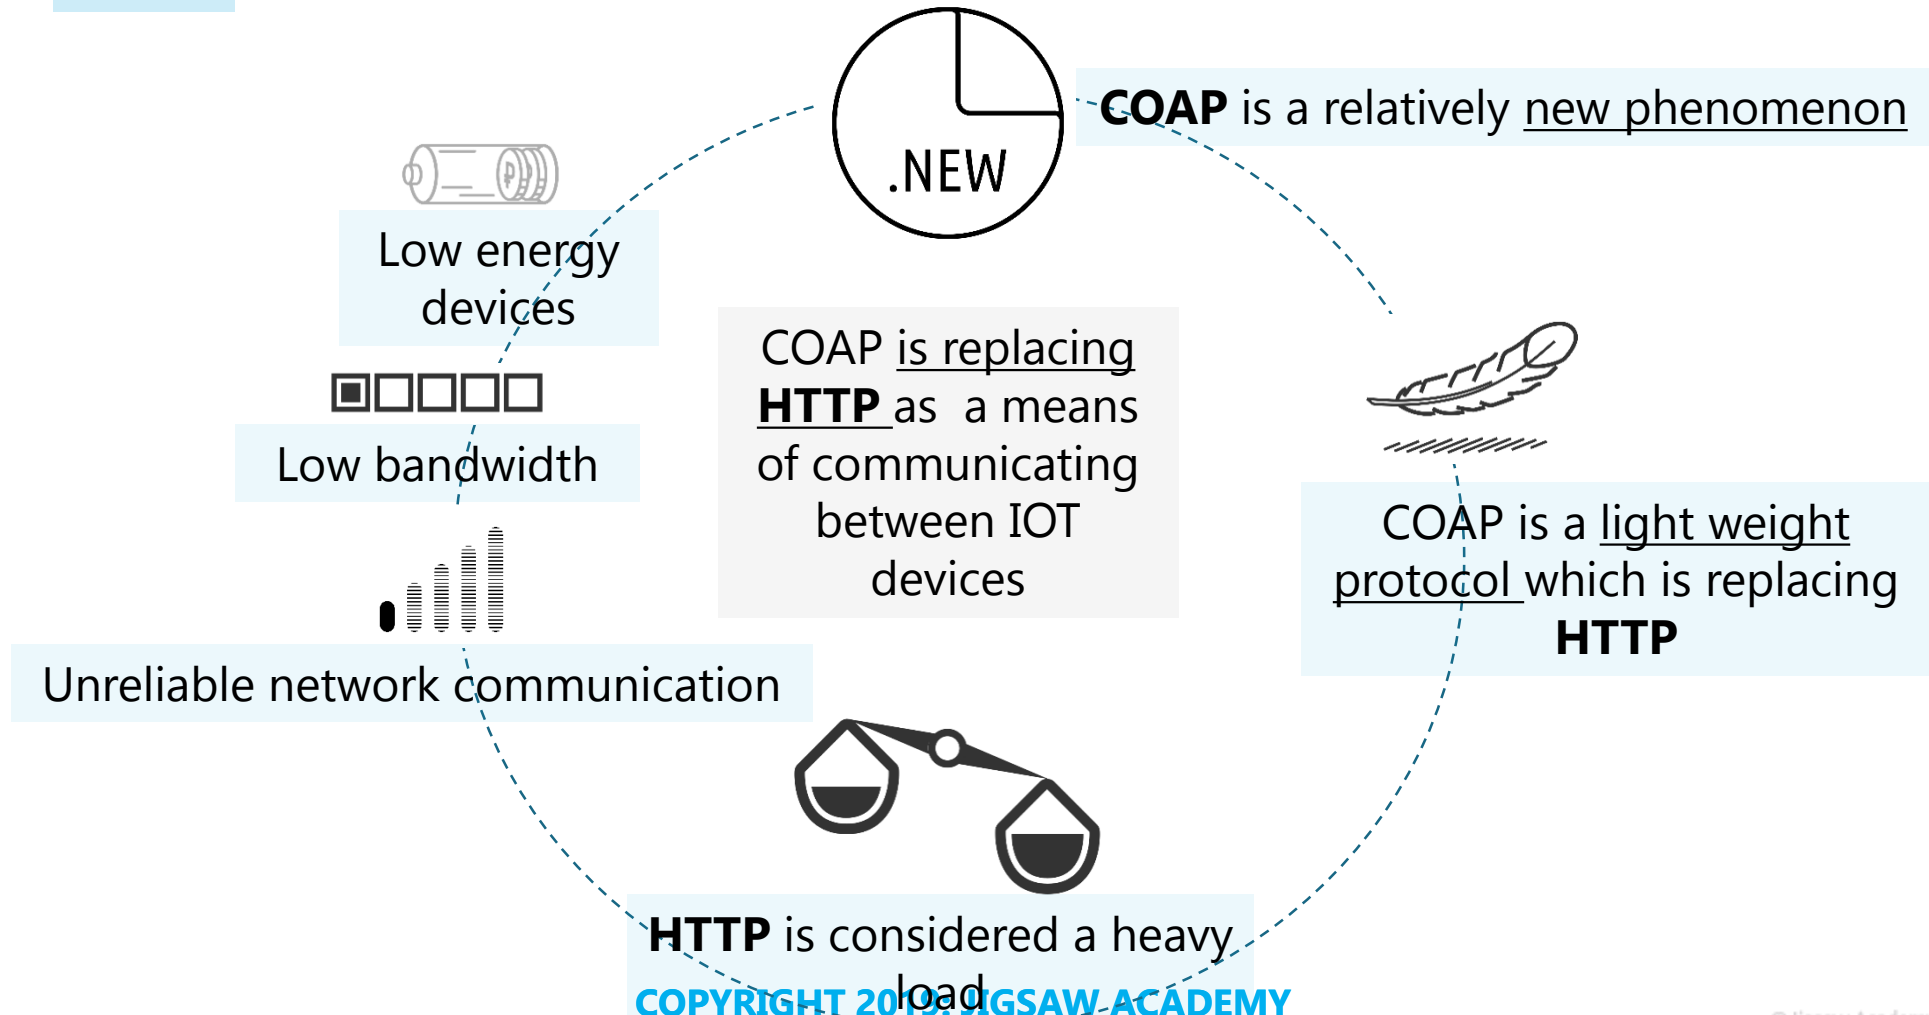 .NEW
COAP is a relatively new phenomenon
Low energy
devices
COAP is replacing
HTTP as a means
of communicating
between IOT
devices
Low bandwidth
COAP is a light weight
protocol which is replacing
HTTP
Unreliable network communication
HTTP is considered a heavy
load
COPYRIGHT 2019: JIGSAW ACADEMY